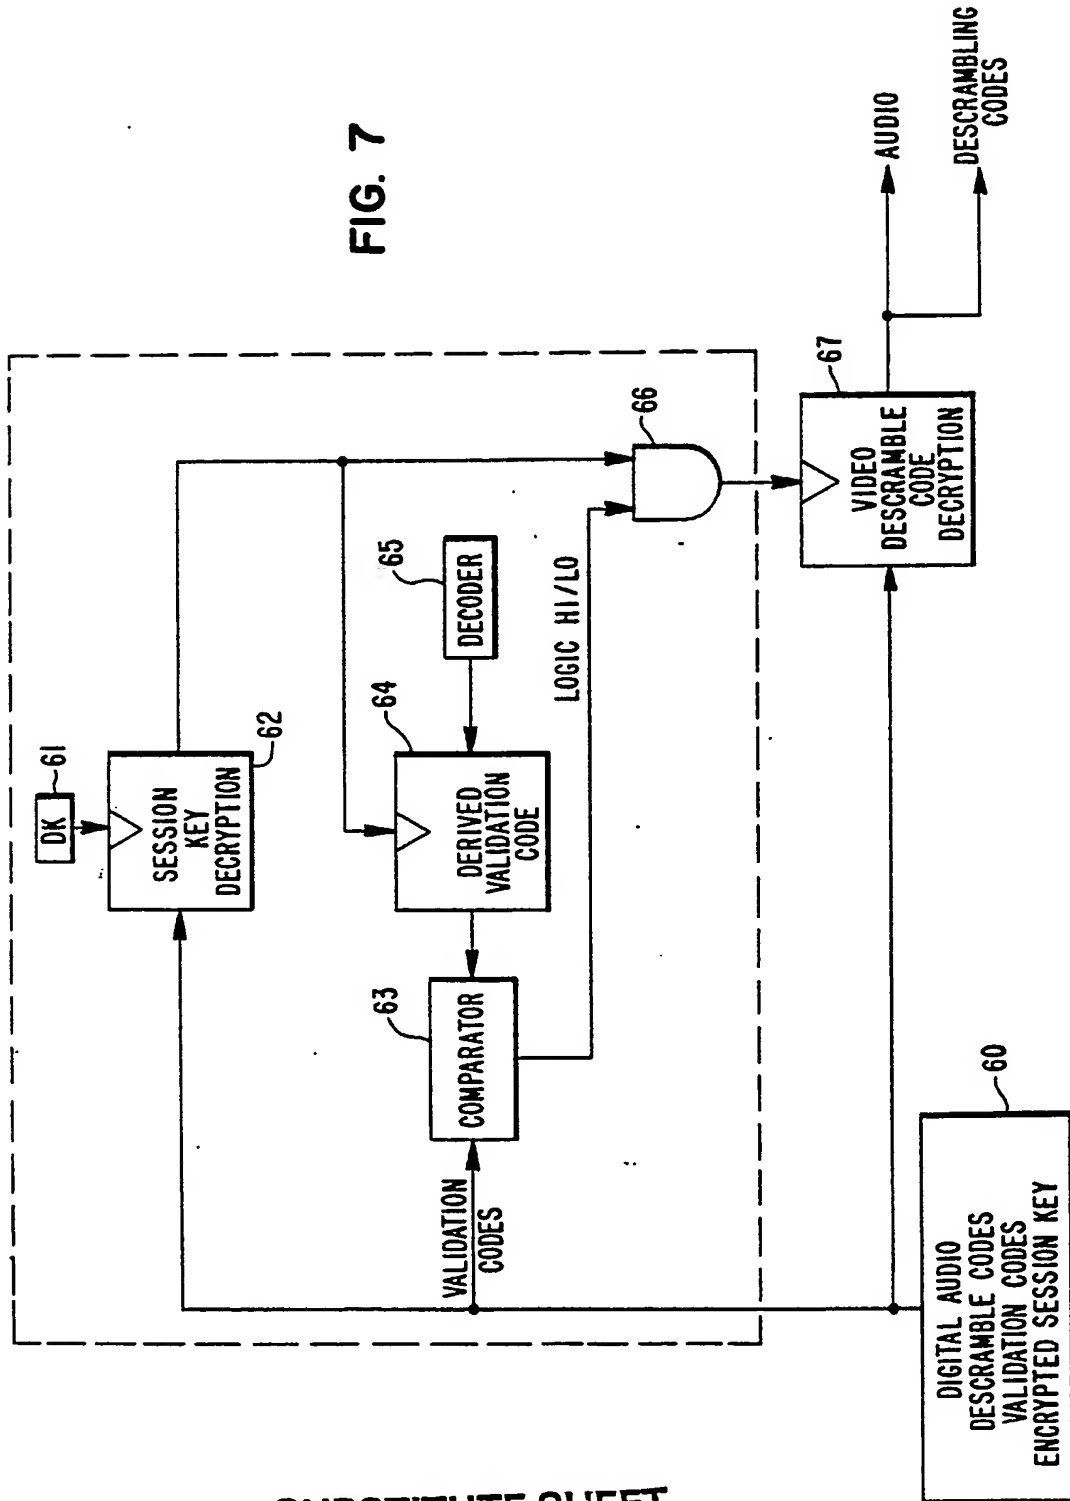 FIG. 7
DK
61
SESSION
KEY
DECRYPTION
62
VALIDATION
CODES
COMPARATOR
63
DERIVED
VALIDATION
CODE
64
DECODER
65
LOGIC HI/LO
66
DIGITAL AUDIO
DESCRAMBLE CODES
VALIDATION CODES
ENCRYPTED SESSION KEY
60
VIDEO
DESCRAMBLE
CODE
DECRYPTION
67
AUDIO
DESCRAMBLING
CODES
SUBSTITUTE SHEET